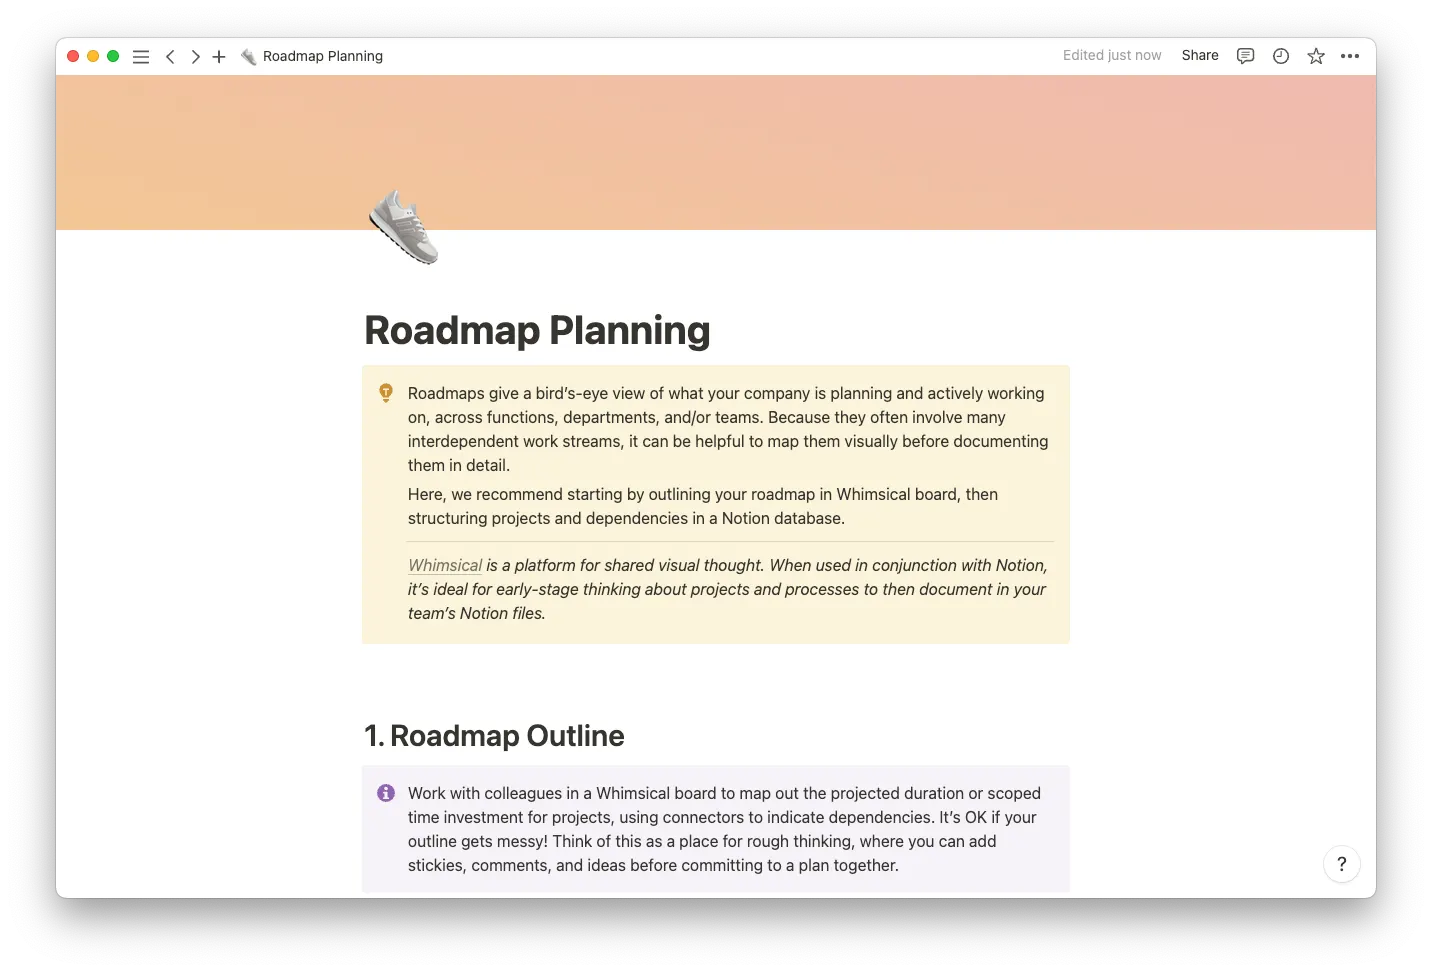 Roadmap Planning
Edited just now
Share
Roadmap Planning
Roadmaps give a bird’s-eye view of what your company is planning and actively working
on, across functions, departments, and/or teams. Because they often involve many
interdependent work streams, it can be helpful to map them visually before documenting
them in detail.
Here, we recommend starting by outlining your roadmap in Whimsical board, then
structuring projects and dependencies in a Notion database.
Whimsical is a platform for shared visual thought. When used in conjunction with Notion,
it’s ideal for early-stage thinking about projects and processes to then document in your
team’s Notion files.
1. Roadmap Outline
Work with colleagues in a Whimsical board to map out the projected duration or scoped
time investment for projects, using connectors to indicate dependencies. It’s OK if your
outline gets messy! Think of this as a place for rough thinking, where you can add
stickies, comments, and ideas before committing to a plan together.
?